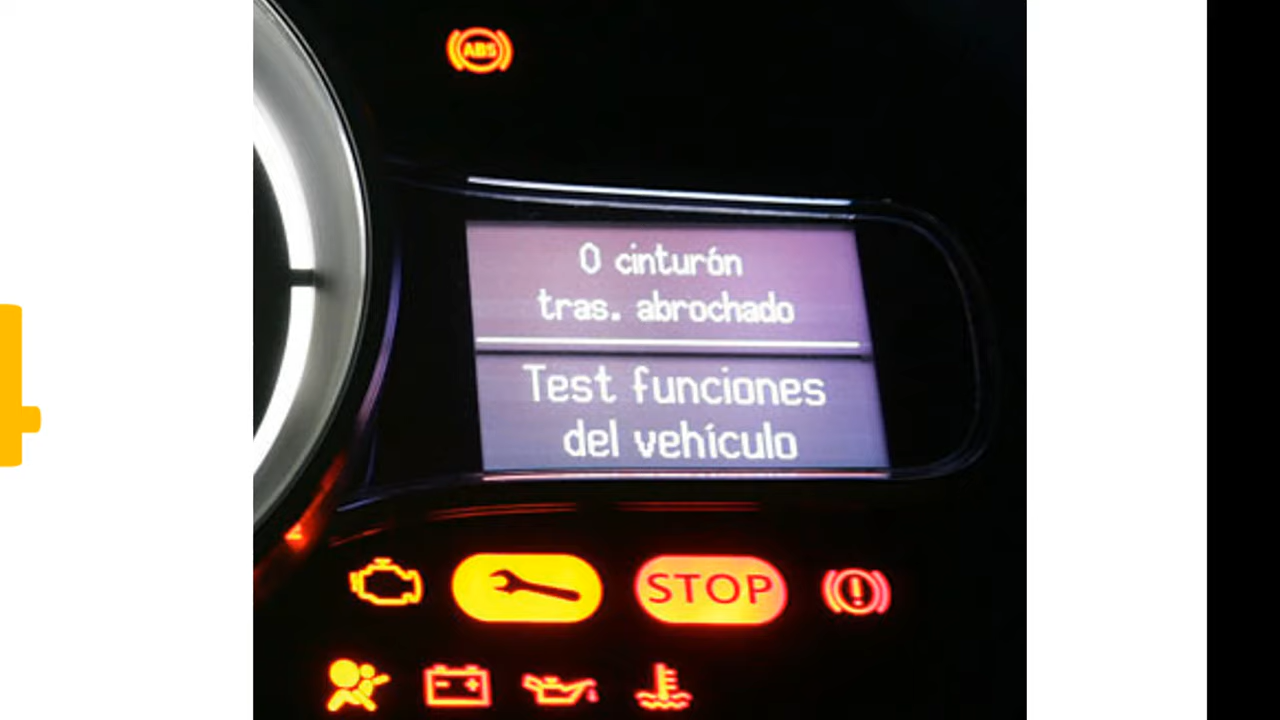 ABS
0 cinturón
tras. abrochado
Test funciones
del vehículo
STOP